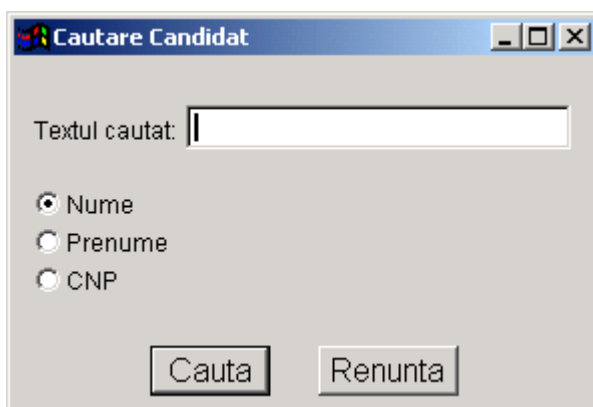 Cautare Candidat
Textul cautat:
Nume
Prenume
CNP
Cauta Renunta